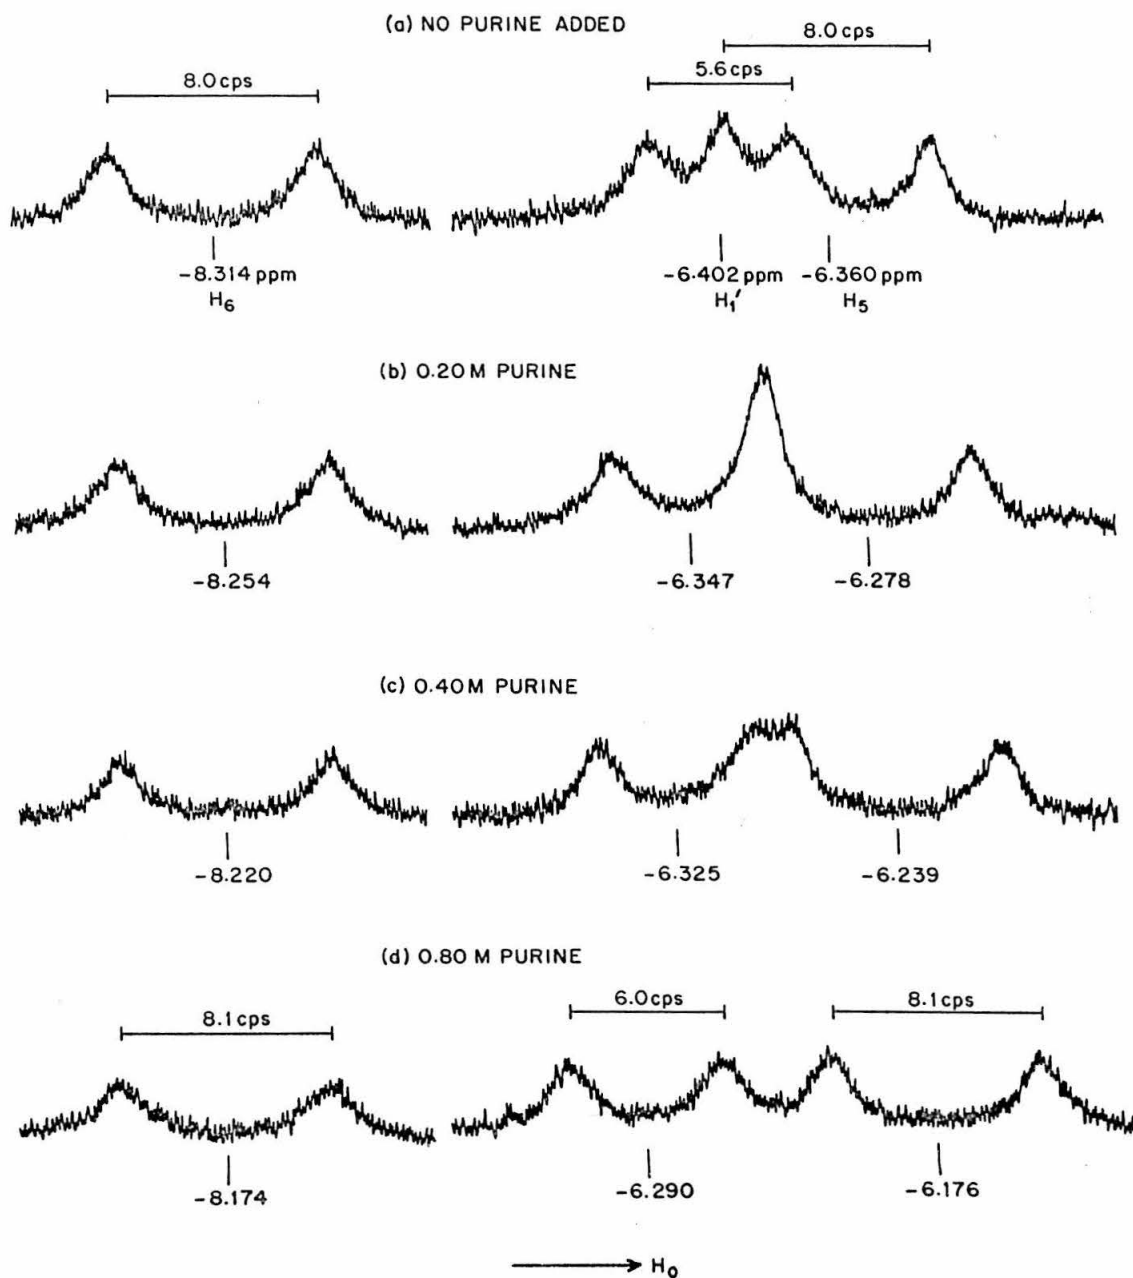 (a) NO PURINE ADDED
8.0 cps
5.6 cps
8.0 cps
-8.314 ppm
H6
-6.402 ppm
H1′
-6.360 ppm
H5
(b) 0.20 M PURINE
-8.254
-6.347
-6.278
(c) 0.40 M PURINE
-8.220
-6.325
-6.239
(d) 0.80 M PURINE
8.1 cps
6.0 cps
8.1 cps
-8.174
-6.290
-6.176
H0